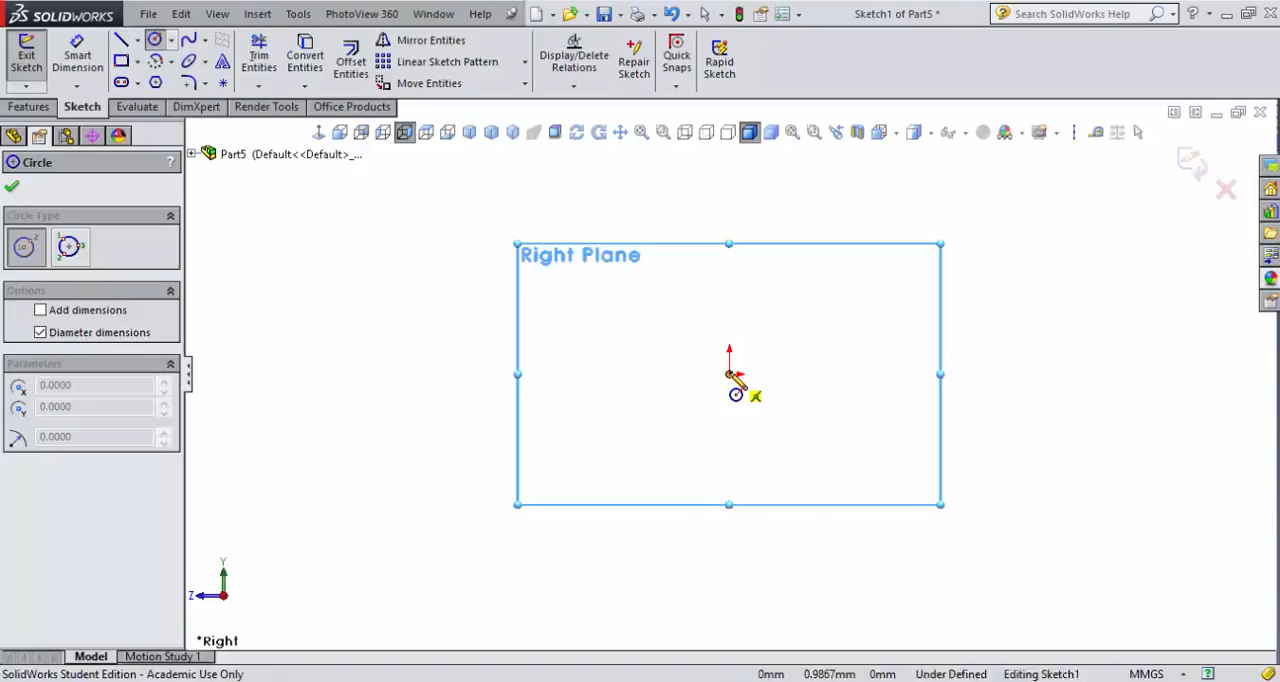 SOLIDWORKS File Edit View Insert Tools PhotoView 360 Window Help Sketch1 of Part5 * Search SolidWorks Help
Exit Sketch
Smart Dimension
Trim Entities
Convert Entities
Offset Entities
Mirror Entities
Linear Sketch Pattern
Move Entities
Display/Delete Relations
Repair Sketch
Quick Snaps
Rapid Sketch
Features Sketch Evaluate DimXpert Render Tools Office Products
Part5 (Default<<Default>_...
Circle ?
Circle Type
Options
Add dimensions
Diameter dimensions
Parameters
0.0000
0.0000
0.0000
Right Plane
Y
Z
*Right
Model Motion Study 1
SolidWorks Student Edition - Academic Use Only 0mm 0.9867mm 0mm Under Defined Editing Sketch1 MMGS